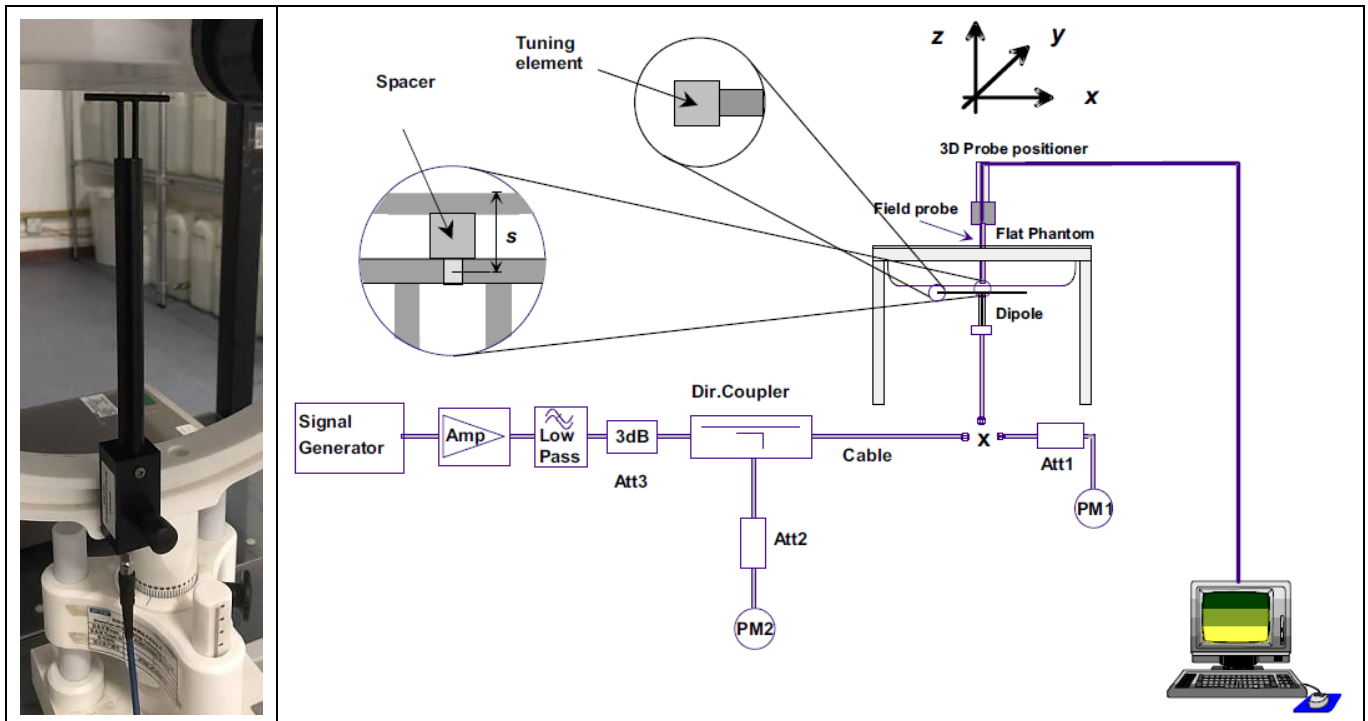 Tuning
element
Spacer
s
z
y
x
3D Probe positioner
Field probe
Flat Phantom
Dipole
Dir.Coupler
Signal
Generator
Amp
Low
Pass
3dB
Att3
Cable
x
Att1
PM1
Att2
PM2